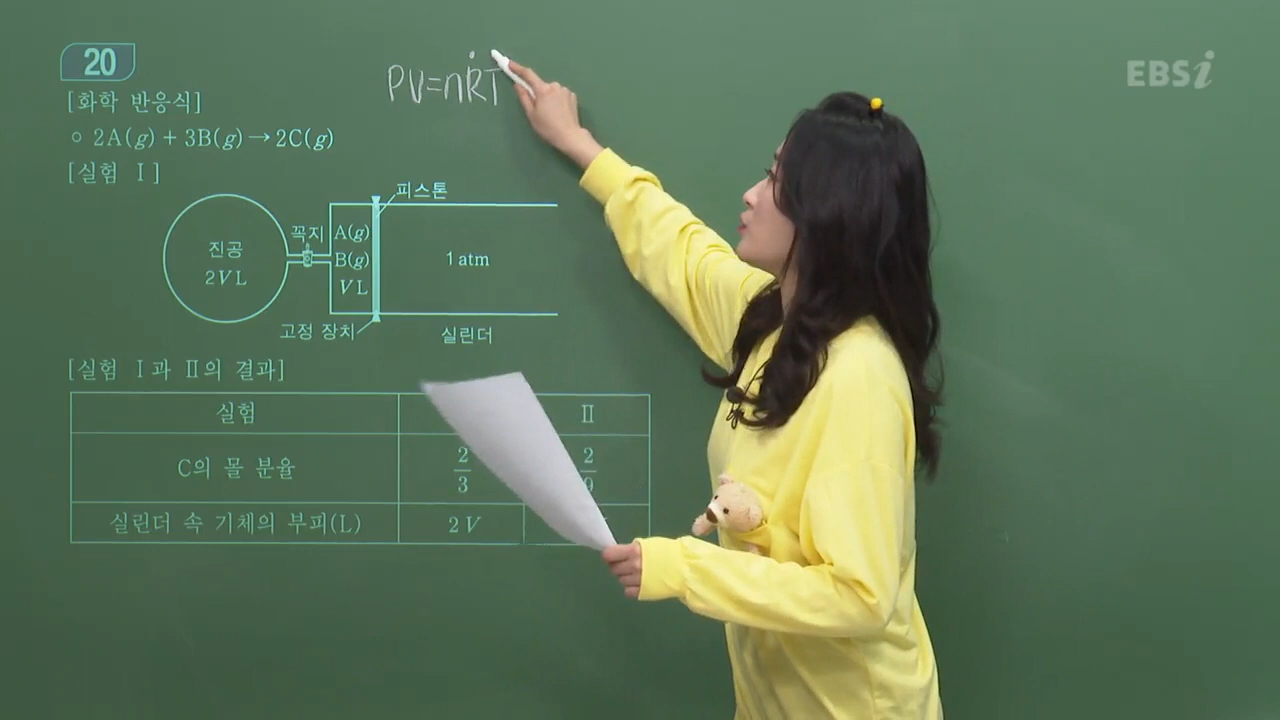 20
PV=nRT
EBSi
[화학 반응식]
○ 2A(g) + 3B(g) → 2C(g)
[실험 Ⅰ]
피스톤
꼭지
진공
2V L
A(g)
B(g)
V L
1 atm
고정 장치
실린더
[실험 Ⅰ과 Ⅱ의 결과]
실험 Ⅱ
C의 몰 분율 2/3 2/9
실린더 속 기체의 부피(L) 2V